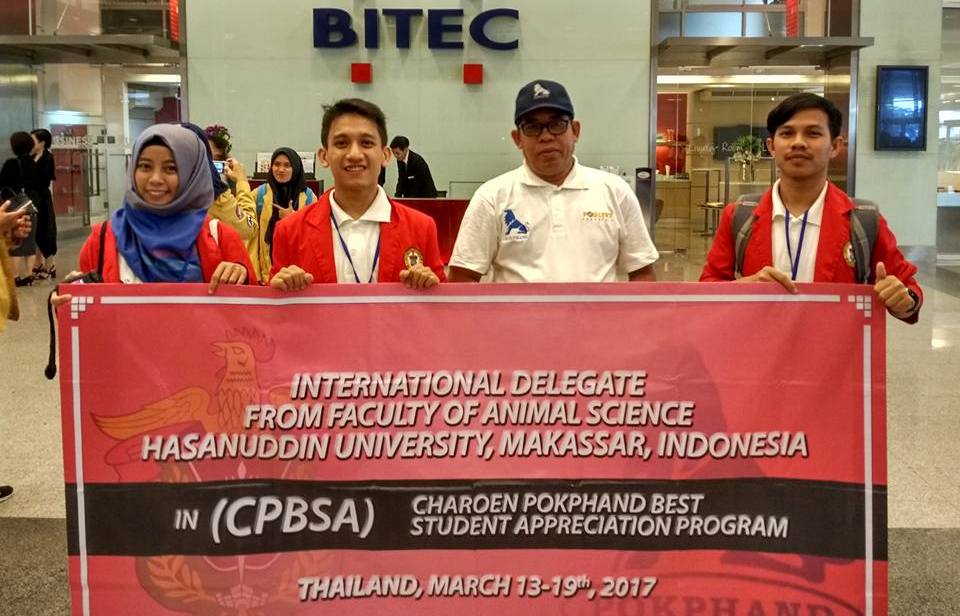 BITEC
INTERNATIONAL DELEGATE
FROM FACULTY OF ANIMAL SCIENCE
HASANUDDIN UNIVERSITY, MAKASSAR, INDONESIA
IN (CPBSA) CHAROEN POKPHAND BEST
STUDENT APPRECIATION PROGRAM
THAILAND, MARCH 13-19th, 2017
POKPHAND